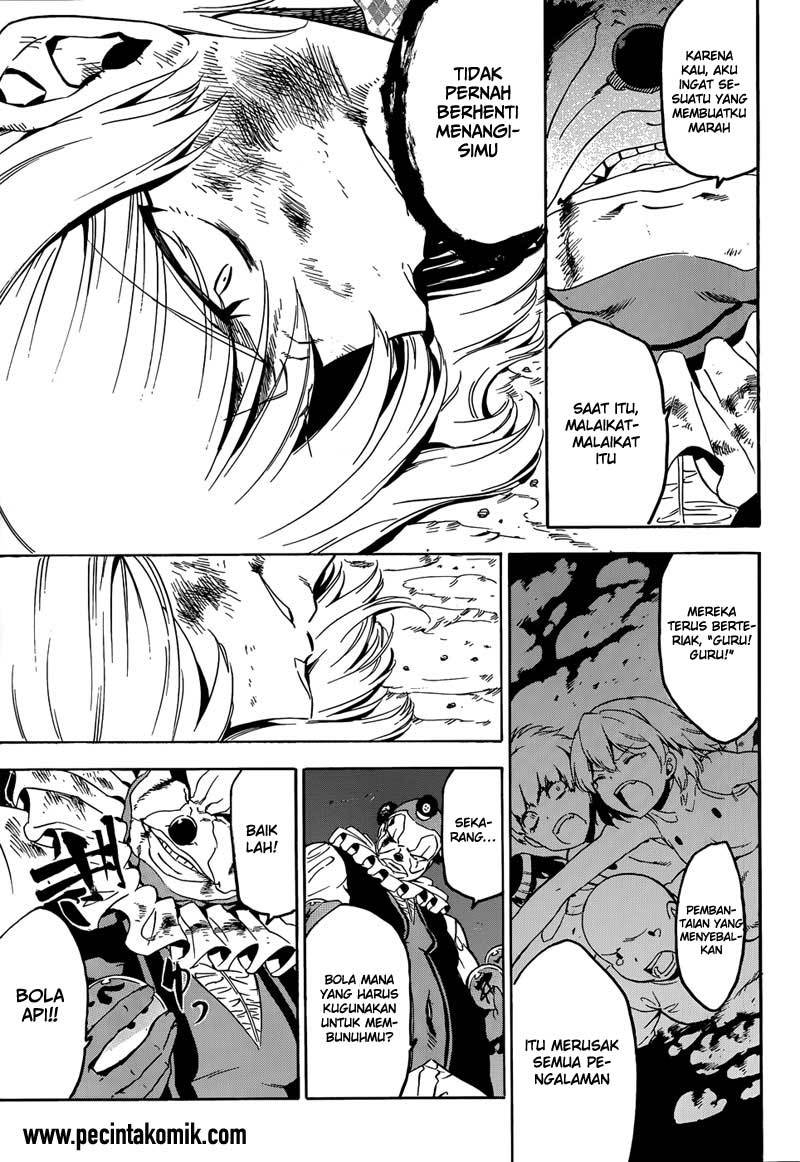 KARENA
KAU, AKU
INGAT SE-
SUATU YANG
MEMBUATKU
MARAH
SAAT ITU,
MALAIKAT-
MALAIKAT
ITU
TIDAK
PERNAH
BERHENTI
MENANGI-
SIMU
MEREKA
TERUS BERTE-
RIAK, "GURU!
GURU!"
PEMBAN-
TAIAN YANG
MENYEBAL-
KAN
ITU MERUSAK
SEMUA PE-
NGALAMAN
SEKA-
RANG...
BOLA MANA
YANG HARUS
KUGUNAKAN
UNTUK MEM-
BUNUHMU?
BAIK
LAH!
BOLA
API!!
www.pecintakomik.com